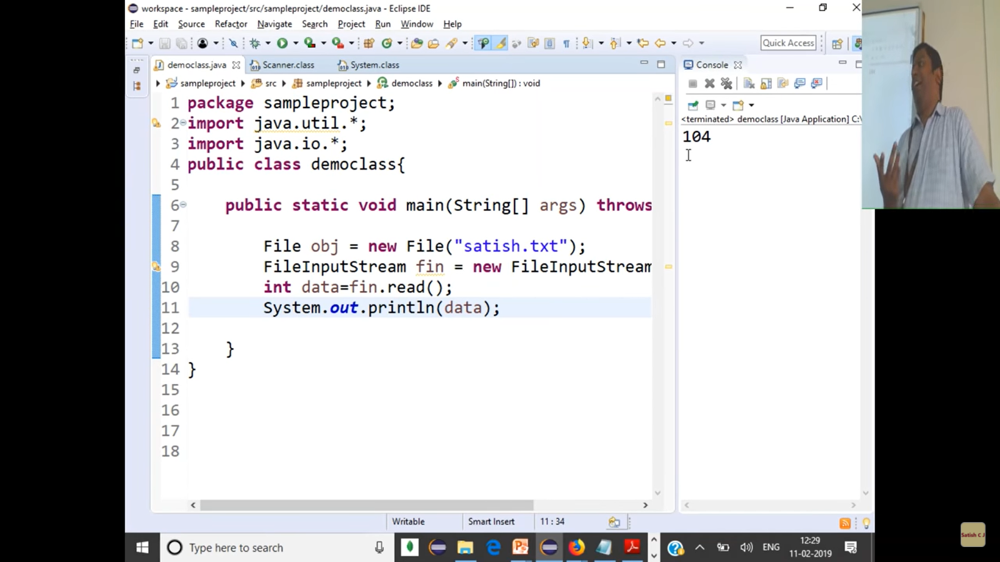 workspace - sampleproject/src/sampleproject/democlass.java - Eclipse IDE
File Edit Source Refactor Navigate Search Project Run Window Help
Quick Access
democlass.java Scanner.class System.class
Console
sampleproject src sampleproject democlass main(String[]) : void
<terminated> democlass [Java Application] C:\
104
1 package sampleproject;
2 import java.util.*;
3 import java.io.*;
4 public class democlass{
5
6 public static void main(String[] args) throws
7
8 File obj = new File("satish.txt");
9 FileInputStream fin = new FileInputStream
10 int data=fin.read();
11 System.out.println(data);
12
13 }
14 }
15
16
17
18
Writable Smart Insert 11 : 34
Type here to search
ENG
12:29
11-02-2019
Satish C J